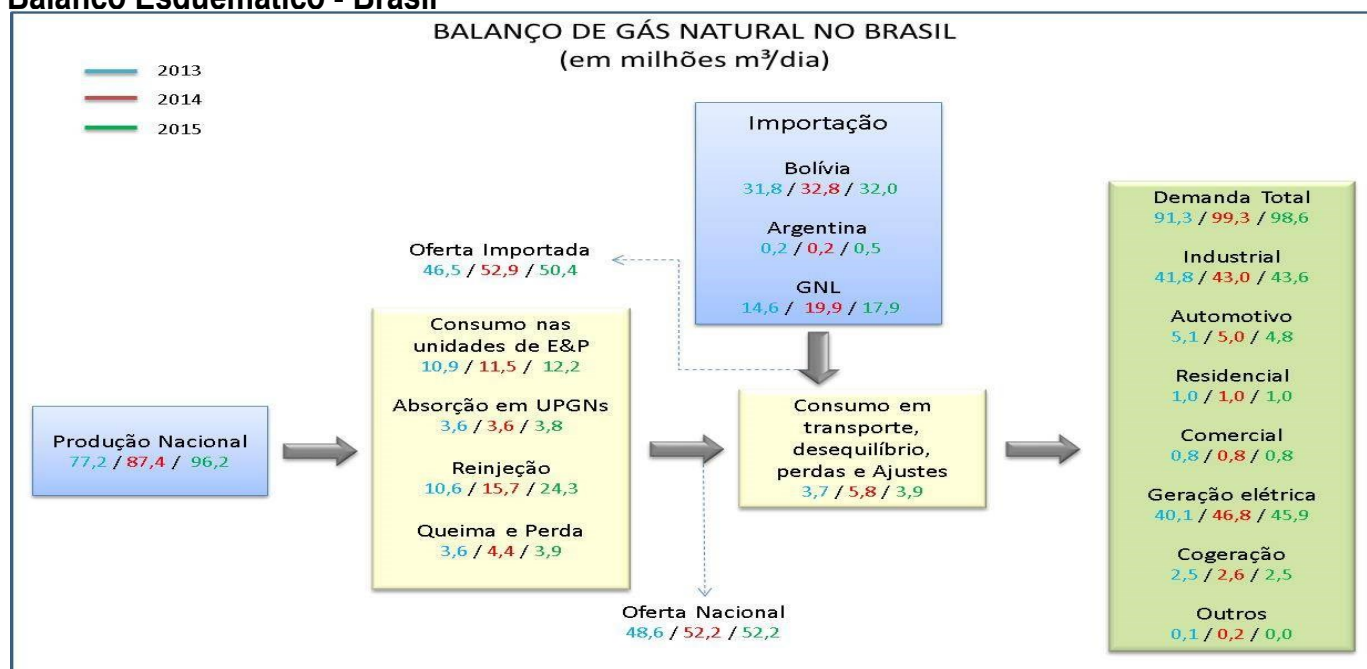 Balanço Esquemático - Brasil
BALANÇO DE GÁS NATURAL NO BRASIL
(em milhões m³/dia)
2013
2014
2015
Importação
Bolívia
31,8 / 32,8 / 32,0
Argentina
0,2 / 0,2 / 0,5
GNL
14,6 / 19,9 / 17,9
Oferta Importada
46,5 / 52,9 / 50,4
Produção Nacional
77,2 / 87,4 / 96,2
Consumo nas
unidades de E&P
10,9 / 11,5 / 12,2
Absorção em UPGNs
3,6 / 3,6 / 3,8
Reinjeção
10,6 / 15,7 / 24,3
Queima e Perda
3,6 / 4,4 / 3,9
Oferta Nacional
48,6 / 52,2 / 52,2
Consumo em
transporte,
desequilíbrio,
perdas e Ajustes
3,7 / 5,8 / 3,9
Demanda Total
91,3 / 99,3 / 98,6
Industrial
41,8 / 43,0 / 43,6
Automotivo
5,1 / 5,0 / 4,8
Residencial
1,0 / 1,0 / 1,0
Comercial
0,8 / 0,8 / 0,8
Geração elétrica
40,1 / 46,8 / 45,9
Cogeração
2,5 / 2,6 / 2,5
Outros
0,1 / 0,2 / 0,0